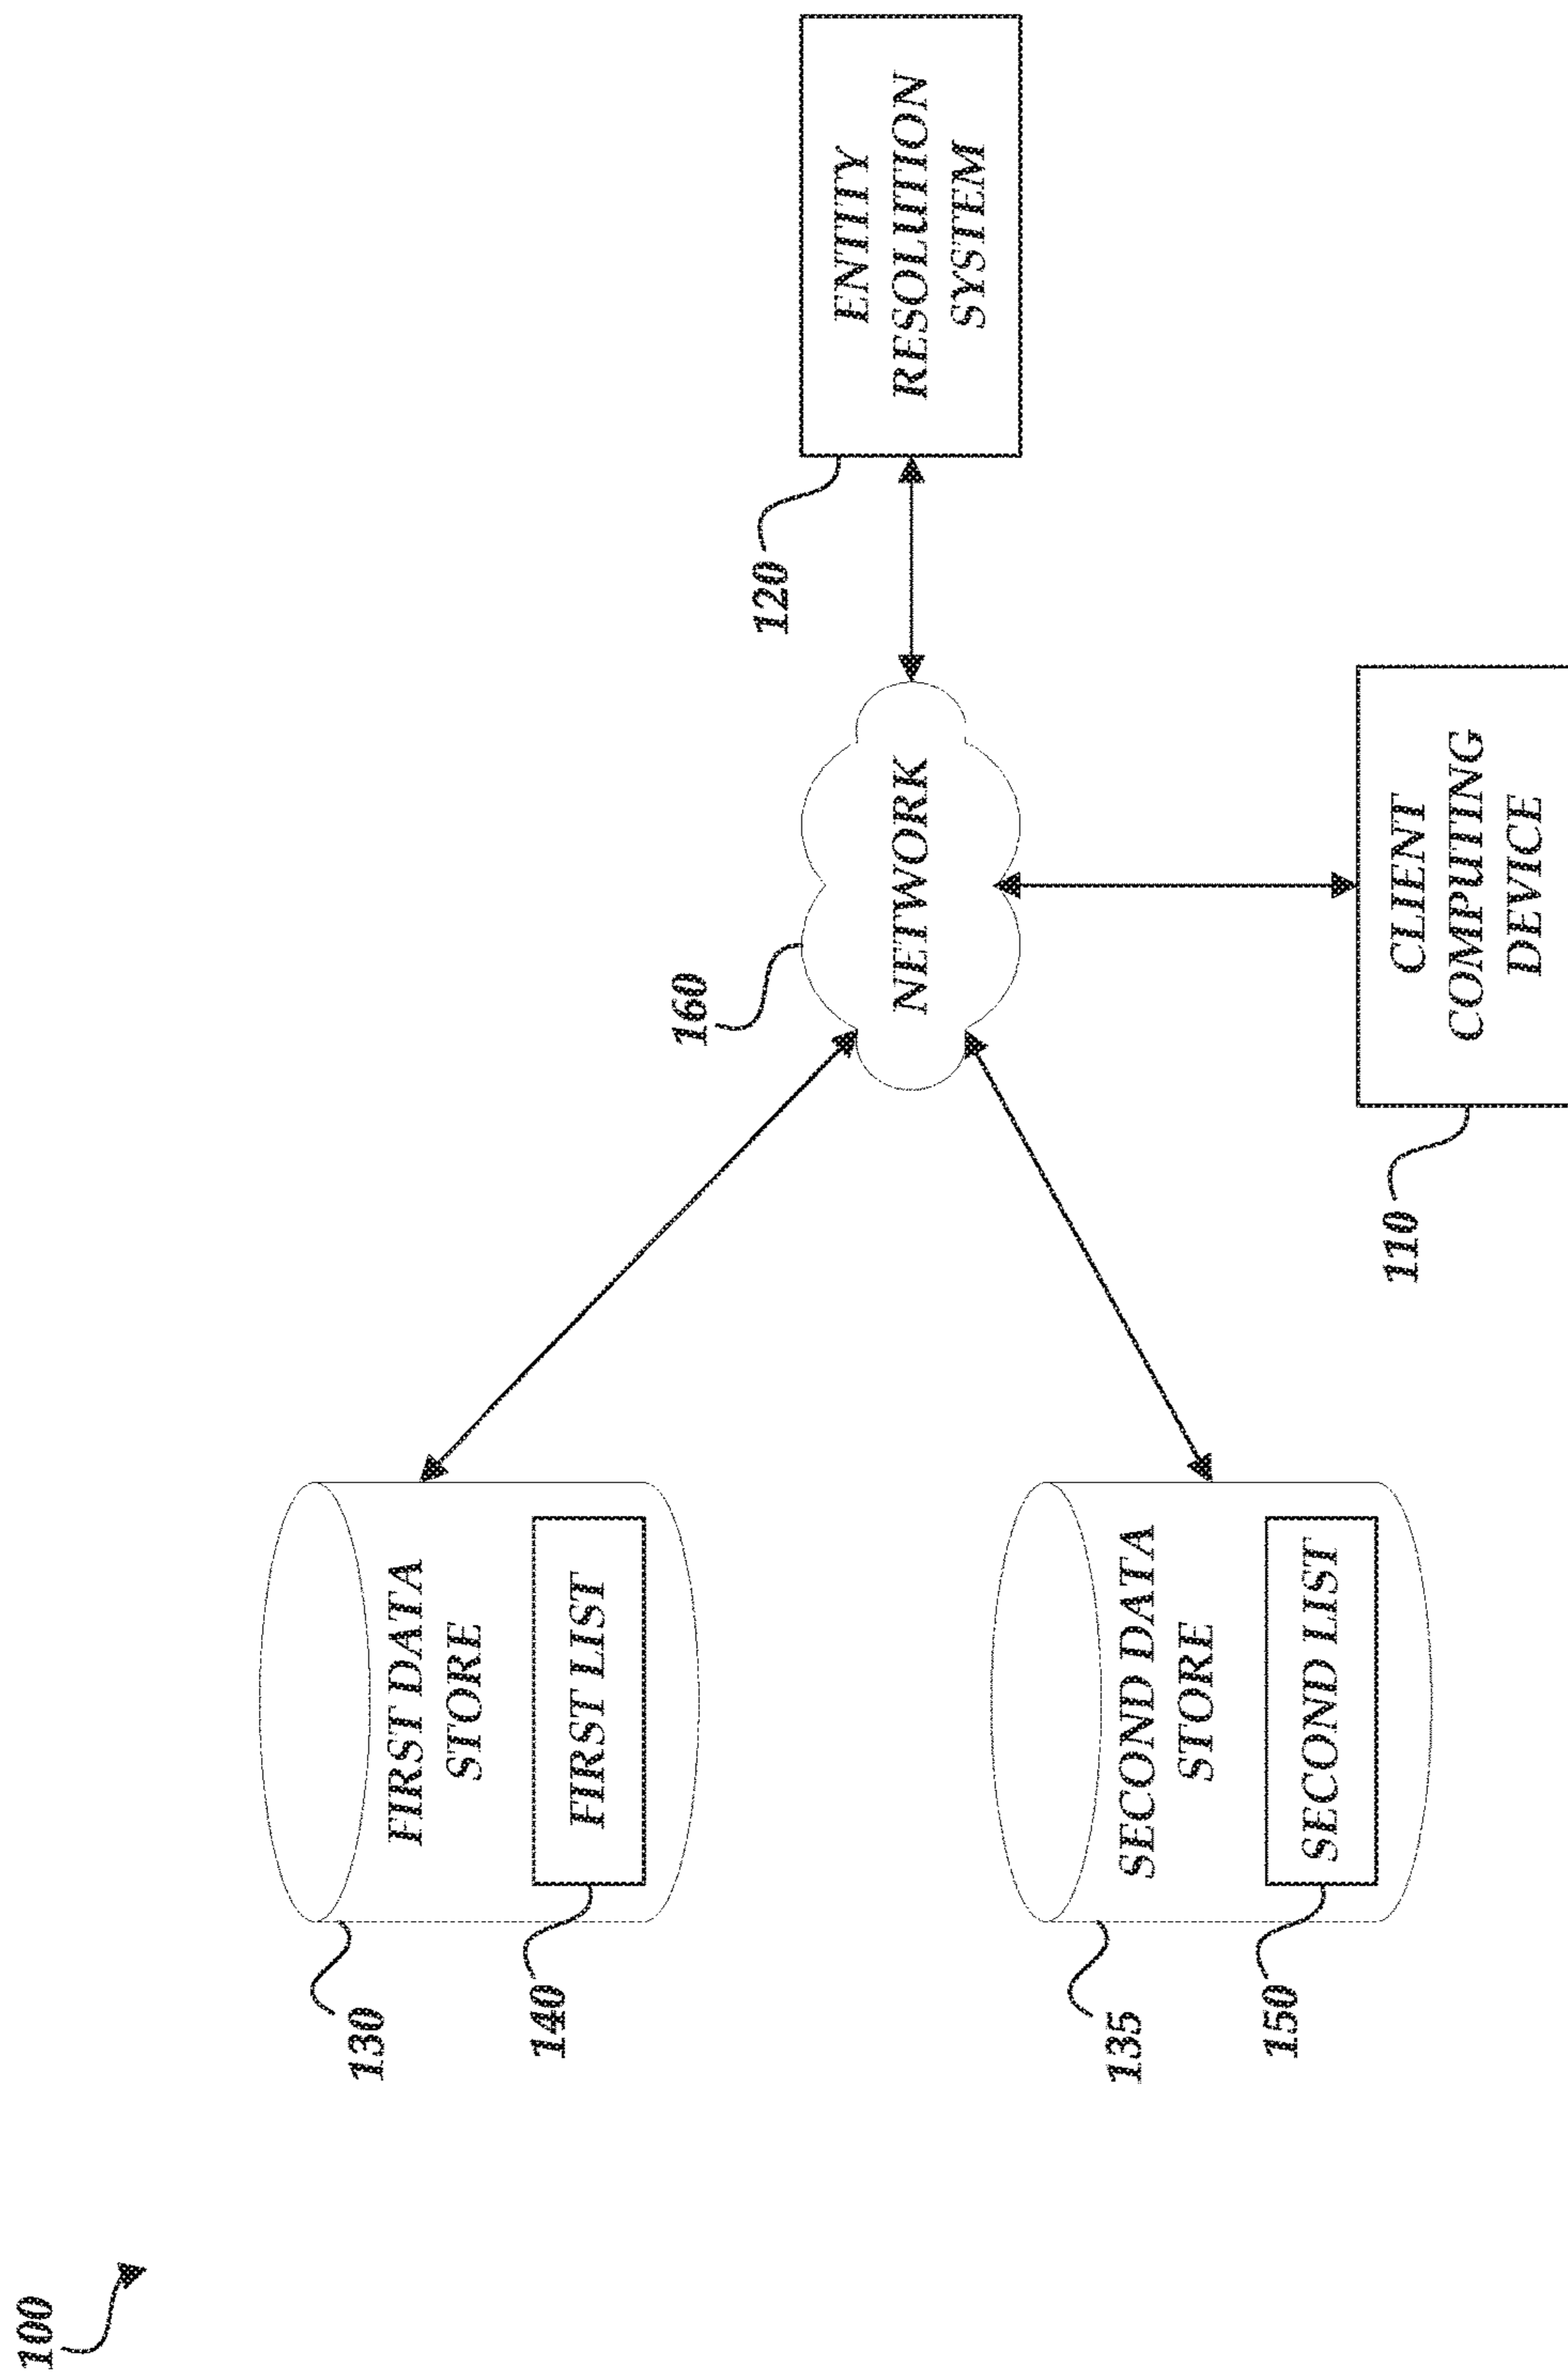 100
130
FIRST DATA
STORE
140
FIRST LIST
160
NETWORK
120
ENTITY
RESOLUTION
SYSTEM
135
SECOND DATA
STORE
150
SECOND LIST
110
CLIENT
COMPUTING
DEVICE